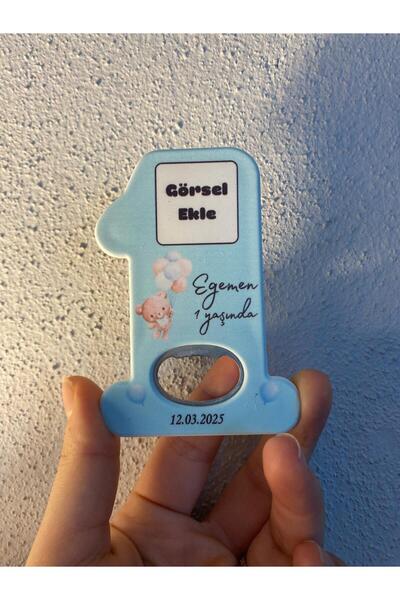 Görsel
Ekle
Egemen
1 yaşında
12.03.2025